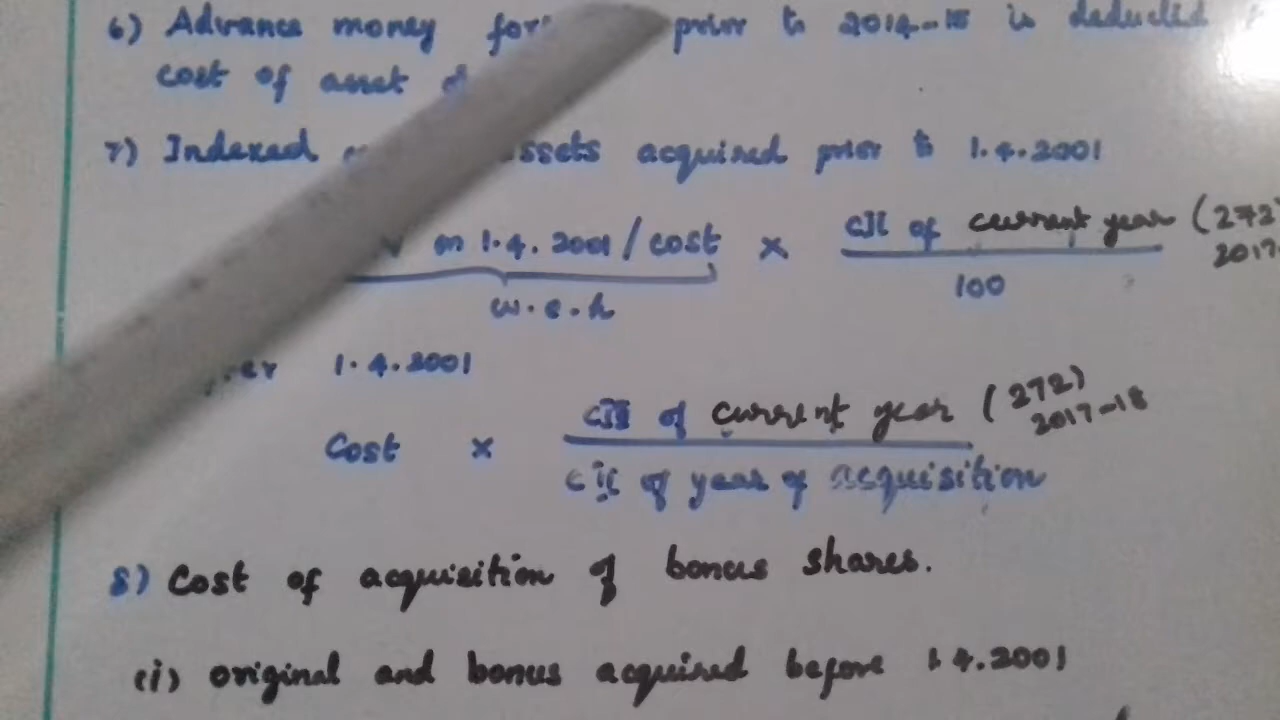 6) Advance money prior to 2014-15 is deducted
cost of asset
7) Indexed assets acquired prior to 1.4.2001
on 1.4.2001/cost × CII of current year (272
2017
w.e.h 100
1.4.2001
Cost × CII of current year (272)
2017-18
CII of year of acquisition
8) Cost of acquisition of bonus shares.
(i) original and bonus acquired before 1.4.2001